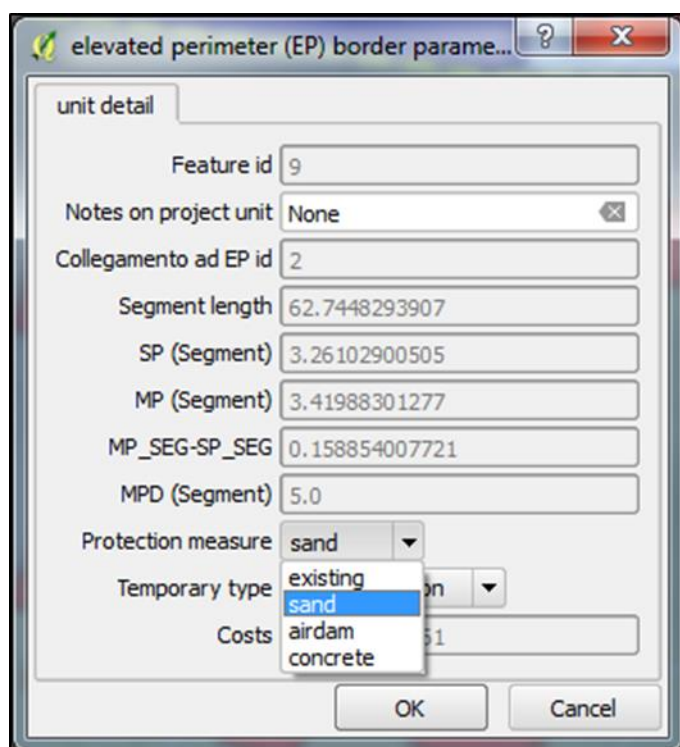 elevated perimeter (EP) border parame...
unit detail
Feature id 9
Notes on project unit None
Collegamento ad EP id 2
Segment length 62.7448293907
SP (Segment) 3.26102900505
MP (Segment) 3.41988301277
MP_SEG-SP_SEG 0.158854007721
MPD (Segment) 5.0
Protection measure sand
Temporary type
existing
sand
airdam
concrete
Costs
OK Cancel